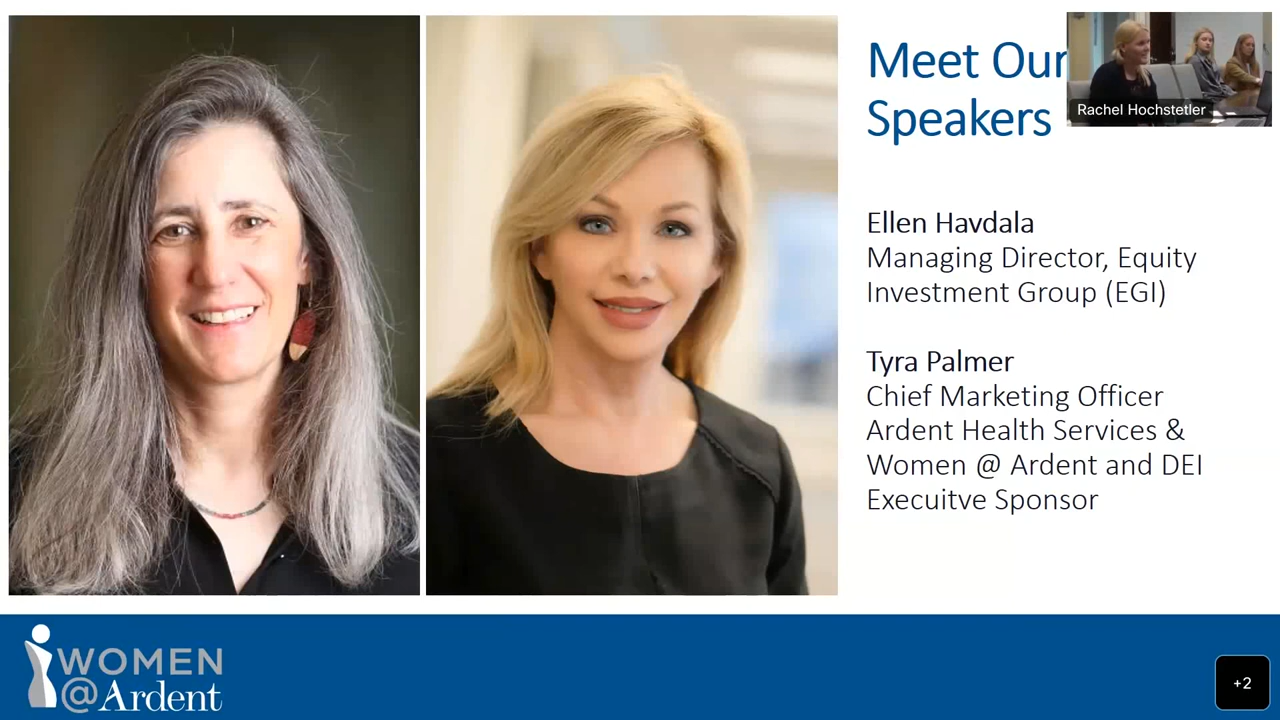 Meet Our
Speakers
Rachel Hochstetler
Ellen Havdala
Managing Director, Equity
Investment Group (EGI)
Tyra Palmer
Chief Marketing Officer
Ardent Health Services &
Women @ Ardent and DEI
Execuitve Sponsor
WOMEN
@Ardent
+2